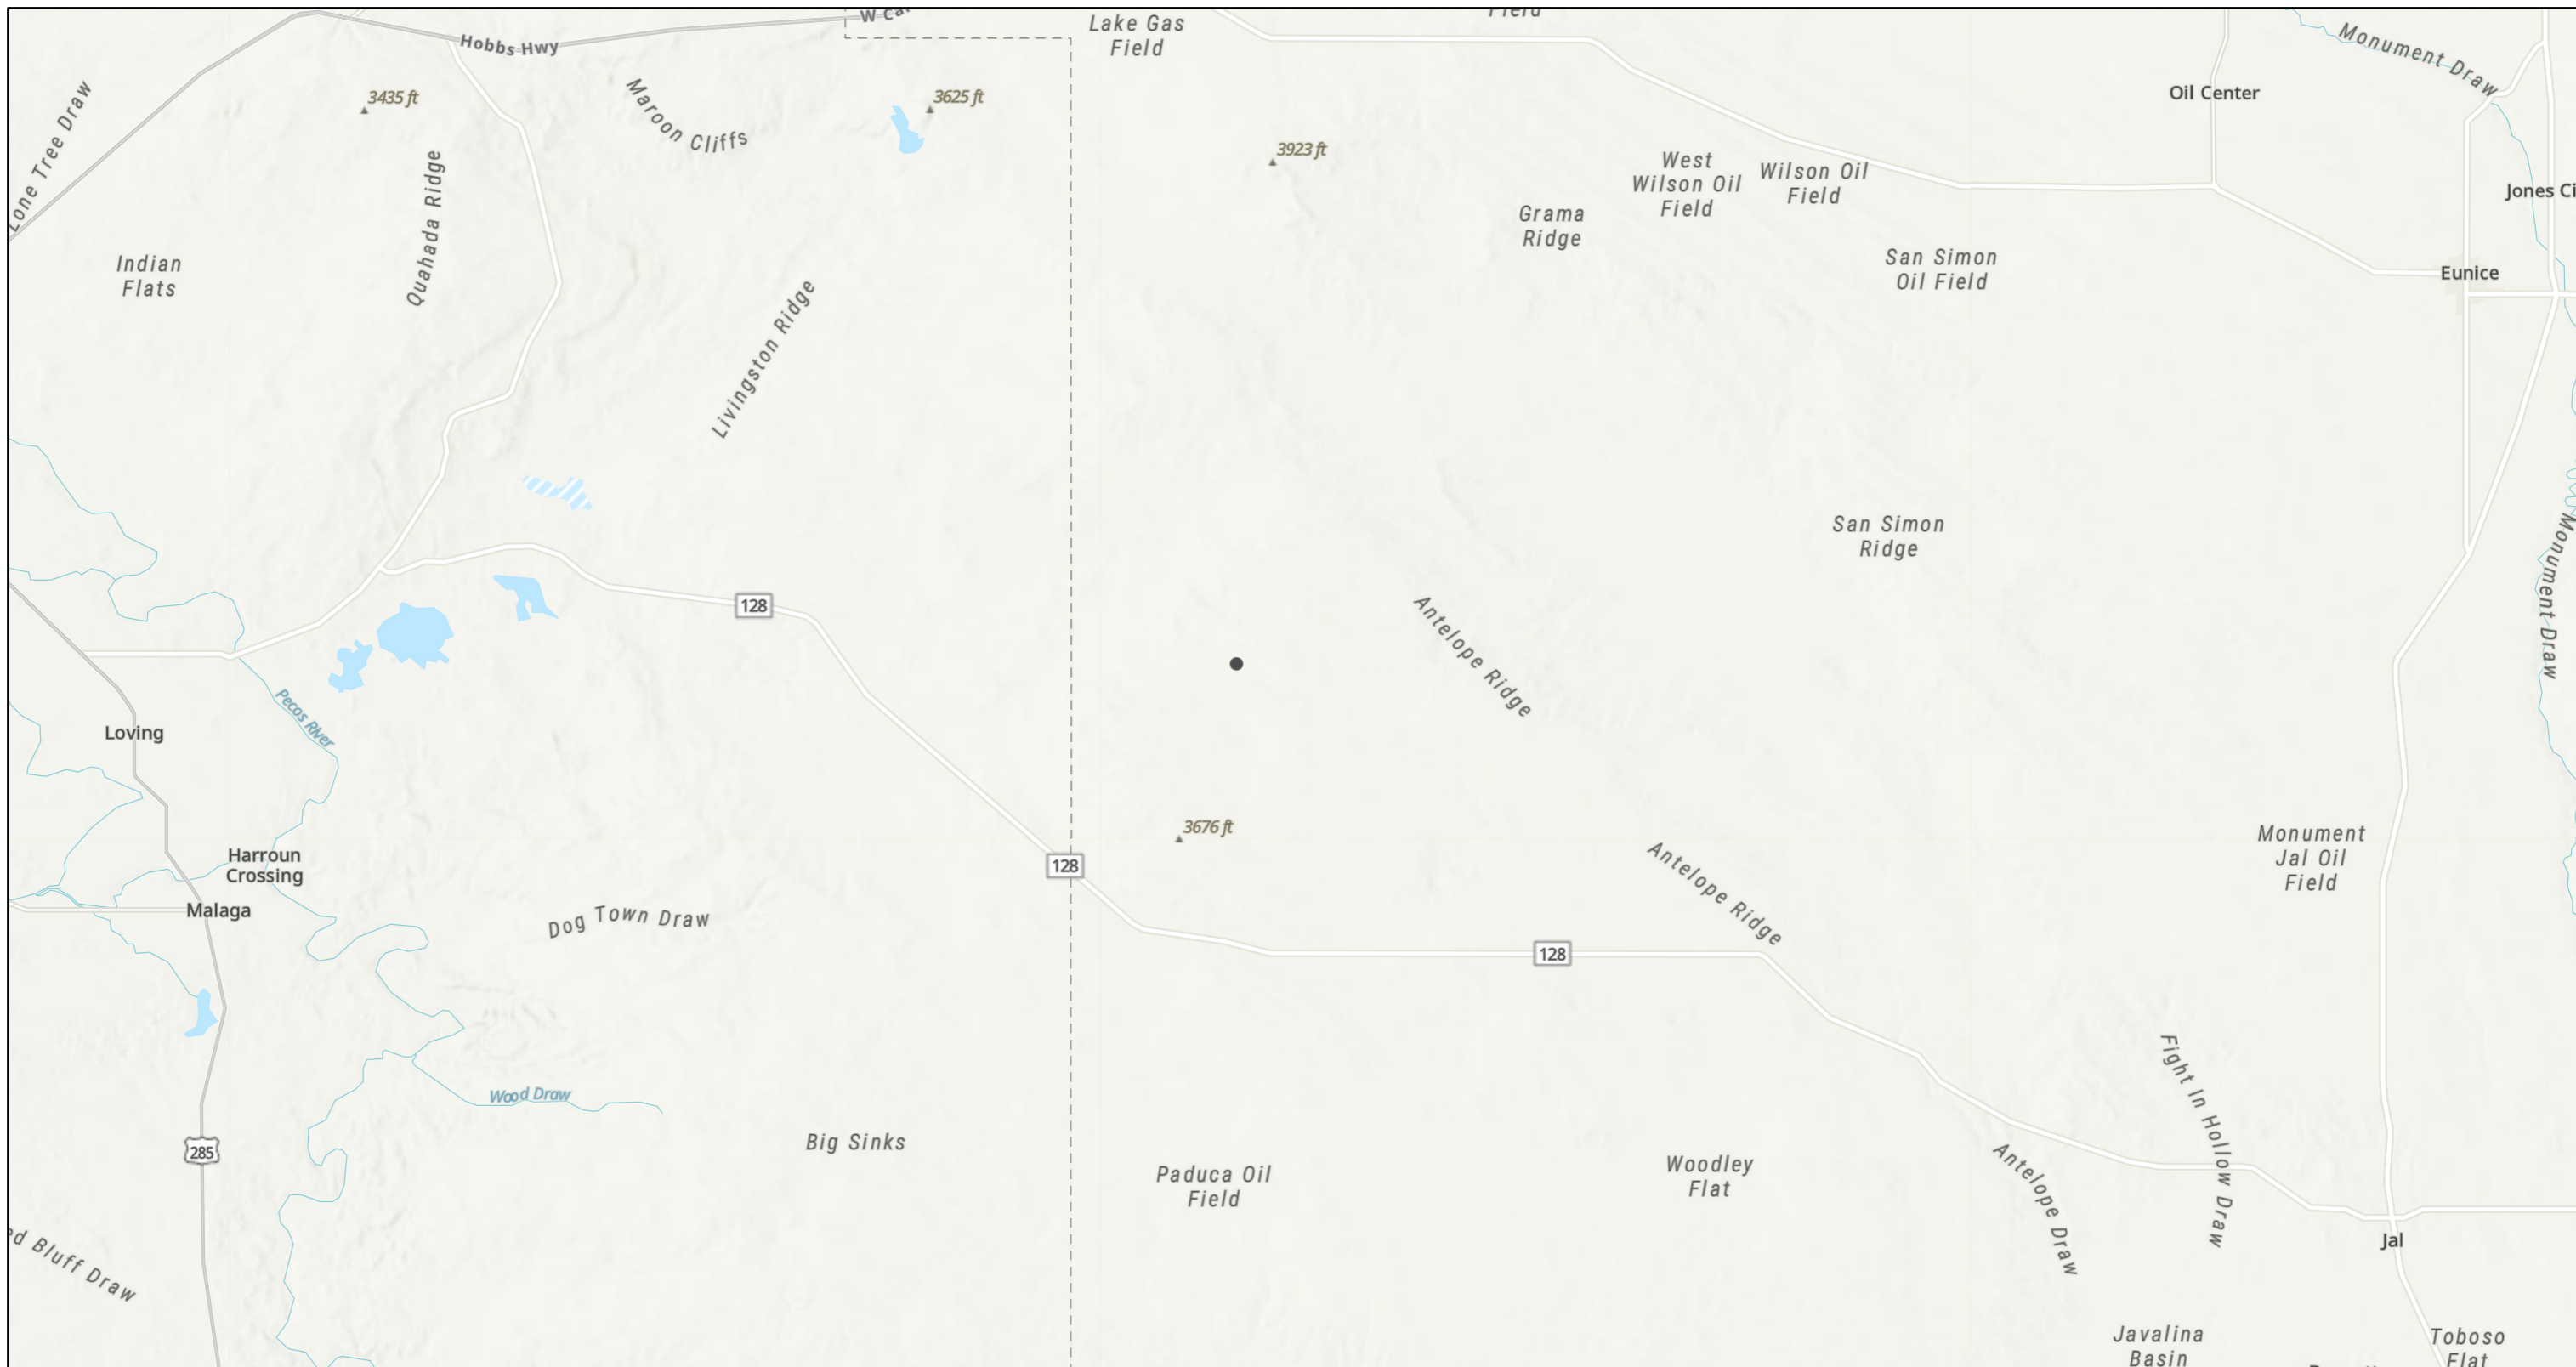 Hobbs Hwy
W Car
Lake Gas
Field
Field
Monument Draw
Oil Center
Lone Tree Draw
3435 ft
Maroon Cliffs
3625 ft
3923 ft
West
Wilson Oil
Field
Wilson Oil
Field
Jones Ci
Quahada Ridge
Grama
Ridge
Indian
Flats
San Simon
Oil Field
Eunice
Livingston Ridge
San Simon
Ridge
Monument Draw
128
Antelope Ridge
Pecos River
Loving
3676 ft
Harroun
Crossing
128
Monument
Jal Oil
Field
Antelope Ridge
Malaga
Dog Town Draw
128
Fight In Hollow Draw
Wood Draw
285
Big Sinks
Paduca Oil
Field
Woodley
Flat
Antelope Draw
ed Bluff Draw
Jal
Javalina
Basin
Toboso
Flat